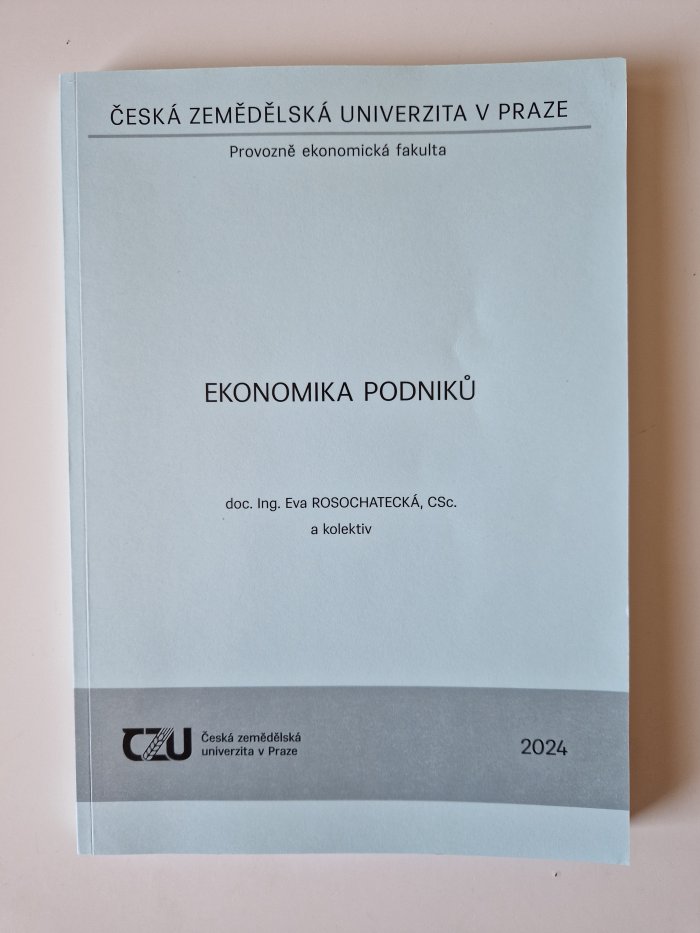 ČESKÁ ZEMĚDĚLSKÁ UNIVERZITA V PRAZE
Provozně ekonomická fakulta
EKONOMIKA PODNIKŮ
doc. Ing. Eva ROSOCHATECKÁ, CSc.
a kolektiv
CZU
Česká zemědělská
univerzita v Praze
2024